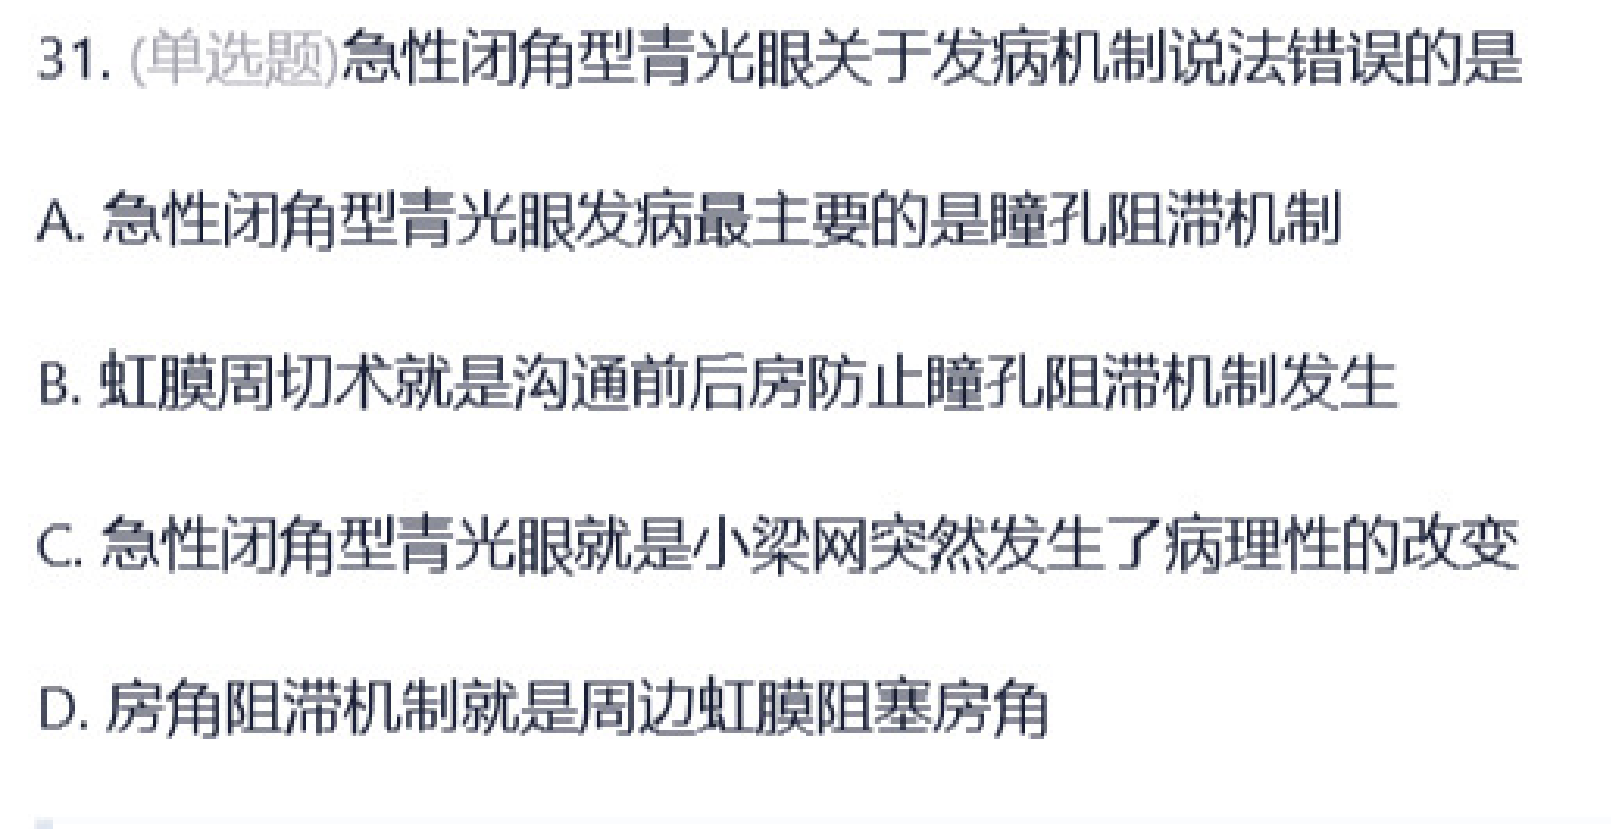 31. (单选题)急性闭角型青光眼关于发病机制说法错误的是
A. 急性闭角型青光眼发病最主要的是瞳孔阻滞机制
B. 虹膜周切术就是沟通前后房防止瞳孔阻滞机制发生
C. 急性闭角型青光眼就是小梁网突然发生了病理性的改变
D. 房角阻滞机制就是周边虹膜阻塞房角